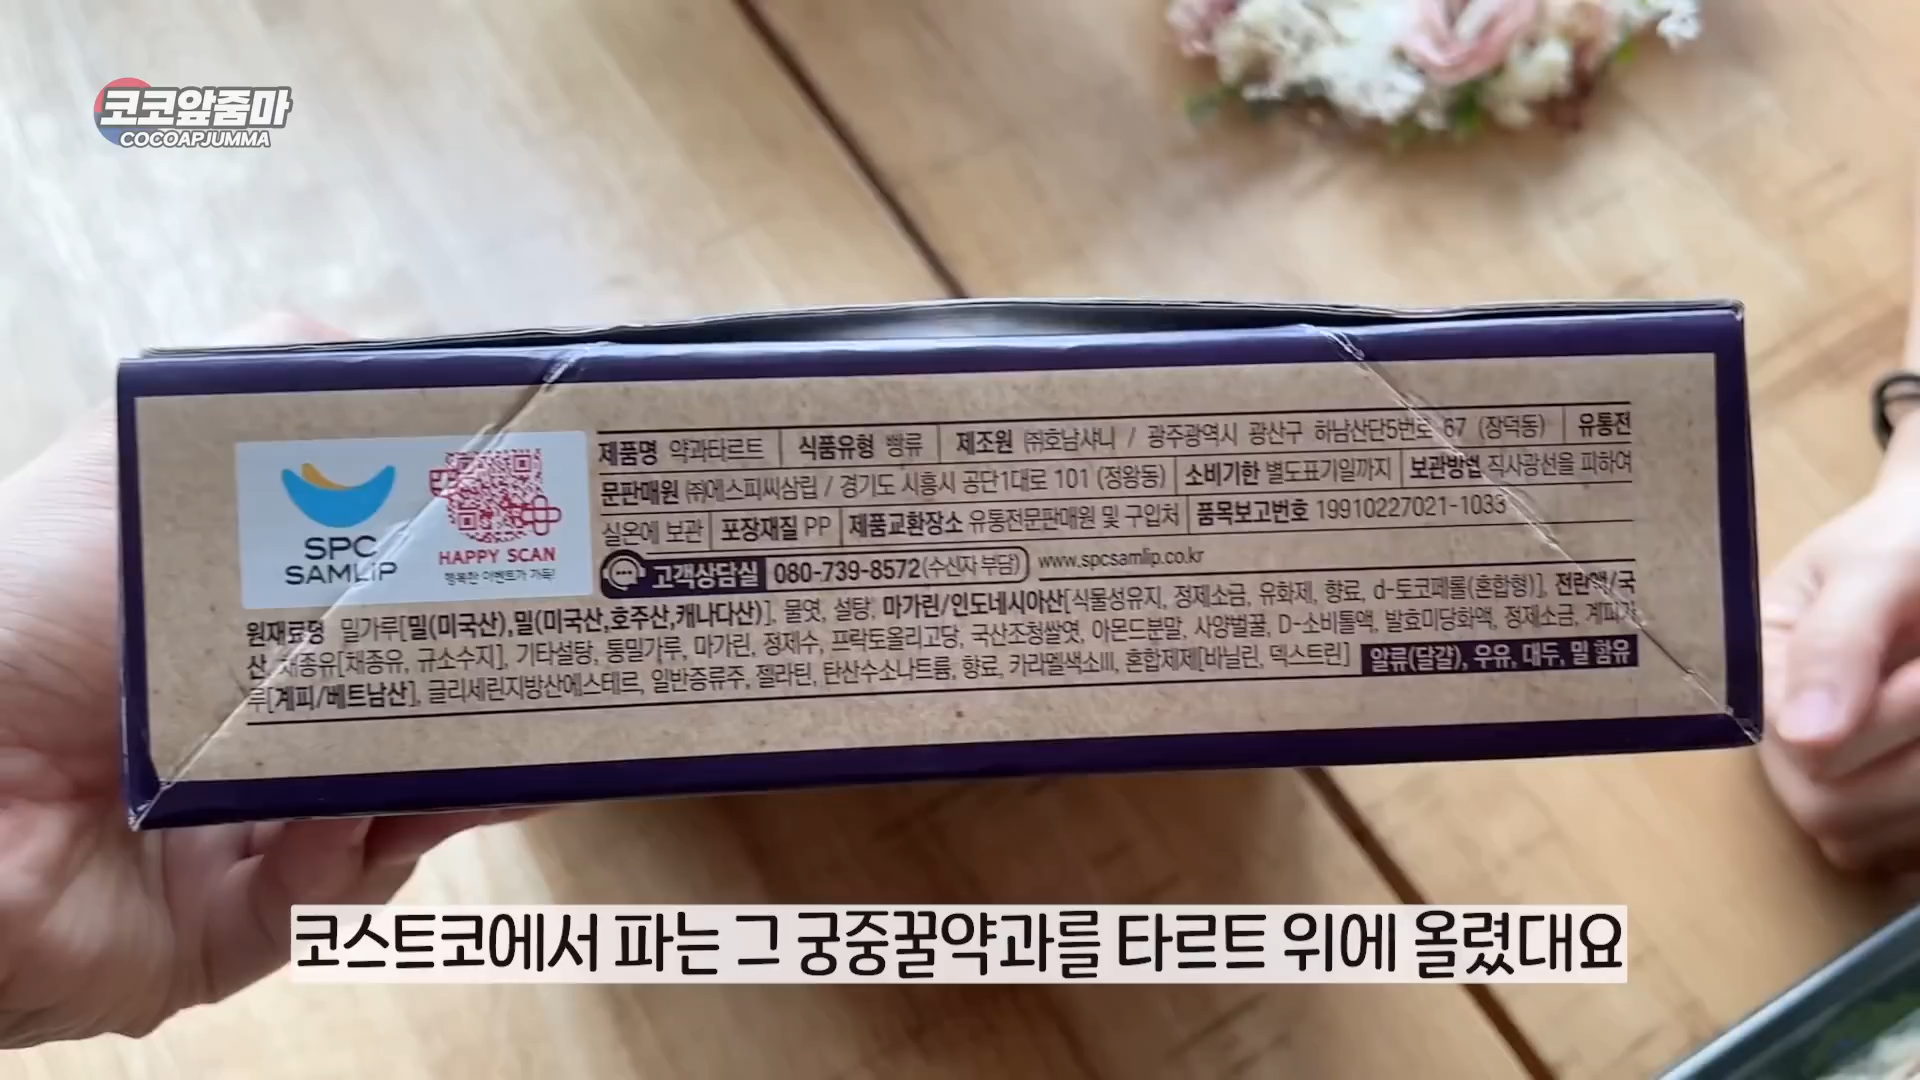 코코앞줌마
COCOAPJUMMA
SPC
SAMLIP
HAPPY SCAN
행복한 이벤트가 가득!
제품명 약과타르트 식품유형 빵류 제조원 ㈜호남샤니 / 광주광역시 광산구 하남산단5번로 67 (장덕동) 유통전
문판매원 ㈜에스피씨삼립 / 경기도 시흥시 공단1대로 101 (정왕동) 소비기한 별도표기일까지 보관방법 직사광선을 피하여
실온에 보관 포장재질 PP 제품교환장소 유통전문판매원 및 구입처 품목보고번호 19910227021-1033
고객상담실 080-739-8572(수신자 부담) www.spcsamlip.co.kr
원재료명 밀가루[밀(미국산),밀(미국산,호주산,캐나다산)], 물엿, 설탕, 마가린/인도네시아산[식물성유지, 정제소금, 유화제, 향료, d-토코페롤(혼합형)], 전란액/국
산, 채종유[채종유, 규소수지], 기타설탕, 통밀가루, 마가린, 정제수, 프락토올리고당, 국산조청쌀엿, 아몬드분말, 사양벌꿀, D-소비톨액, 발효미당화액, 정제소금, 계피가
루[계피/베트남산], 글리세린지방산에스테르, 일반증류주, 젤라틴, 탄산수소나트륨, 향료, 카라멜색소III, 혼합제제[바닐린, 덱스트린] 알류(달걀), 우유, 대두, 밀 함유
코스트코에서 파는 그 궁중꿀약과를 타르트 위에 올렸대요